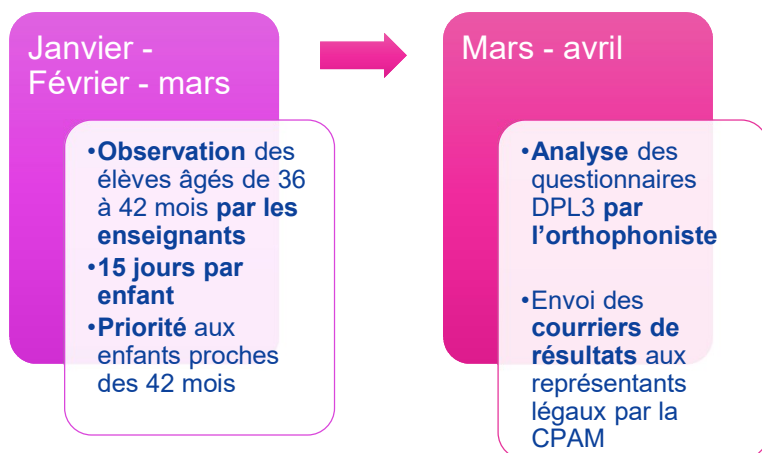 Janvier -
Février - mars
•Observation des
élèves âgés de 36
à 42 mois par les
enseignants
•15 jours par
enfant
•Priorité aux
enfants proches
des 42 mois
Mars - avril
•Analyse des
questionnaires
DPL3 par
l’orthophoniste
•Envoi des
courriers de
résultats aux
représentants
légaux par la
CPAM